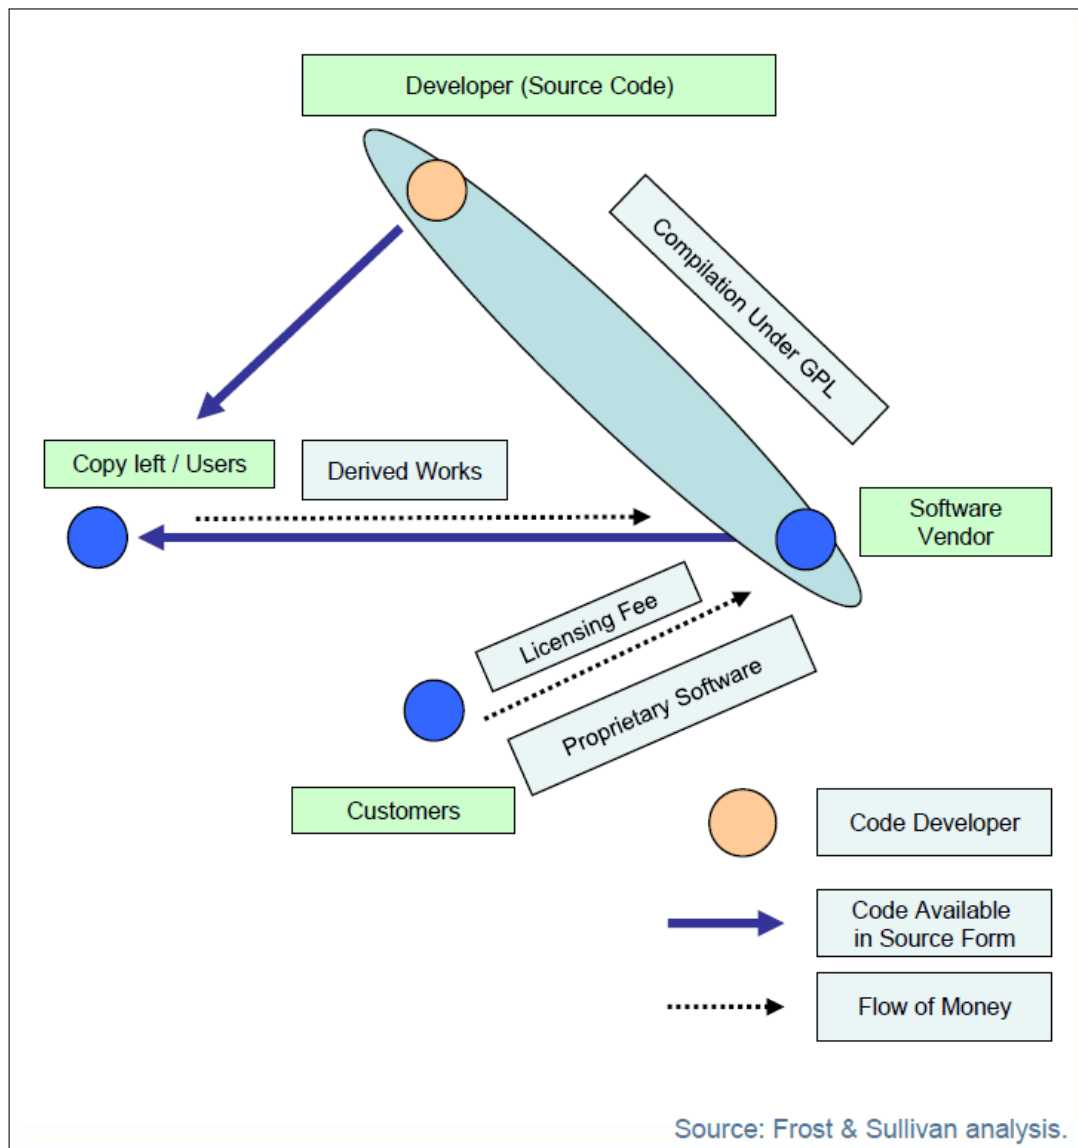 Developer (Source Code)
Compilation Under GPL
Copy left / Users
Derived Works
Software
Vendor
Licensing Fee
Proprietary Software
Customers
Code Developer
Code Available
in Source Form
Flow of Money
Source: Frost & Sullivan analysis.